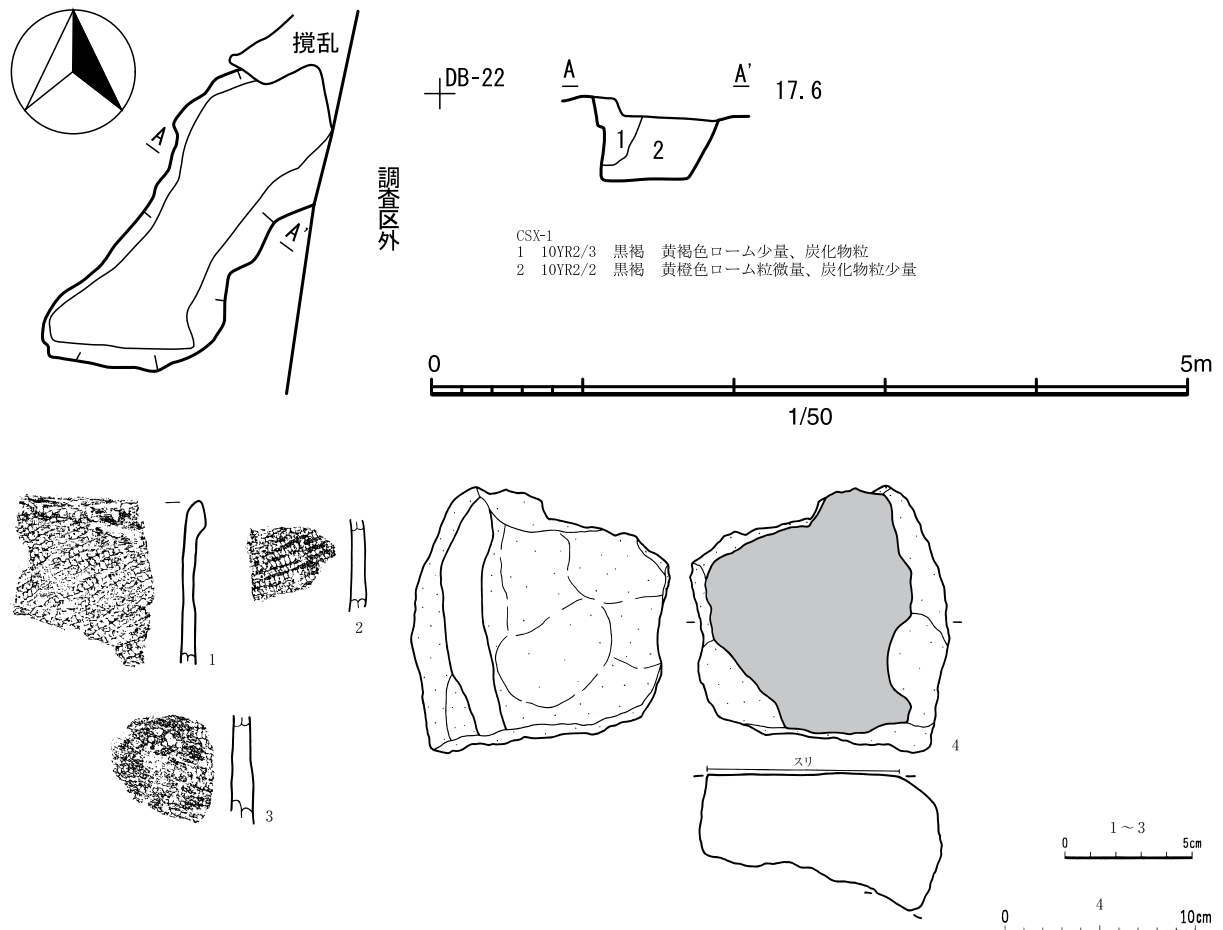 撹乱
A
A'
調査区外
DB-22
A
A'
17.6
1
2
CSX-1
1 10YR2/3 黒褐 黄褐色ローム少量、炭化物粒
2 10YR2/2 黒褐 黄橙色ローム粒微量、炭化物粒少量
0
5m
1/50
1
2
3
4
スリ
1~3
0
5cm
4
0
10cm